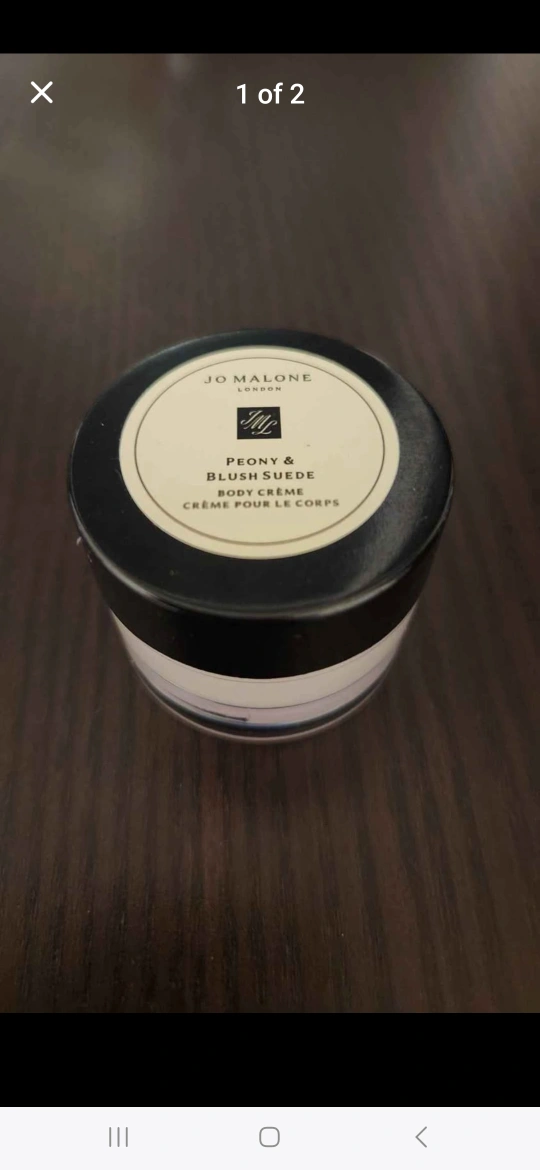 1 of 2
JO MALONE
LONDON
JML
PEONY &
BLUSH SUEDE
BODY CRÈME
CRÈME POUR LE CORPS